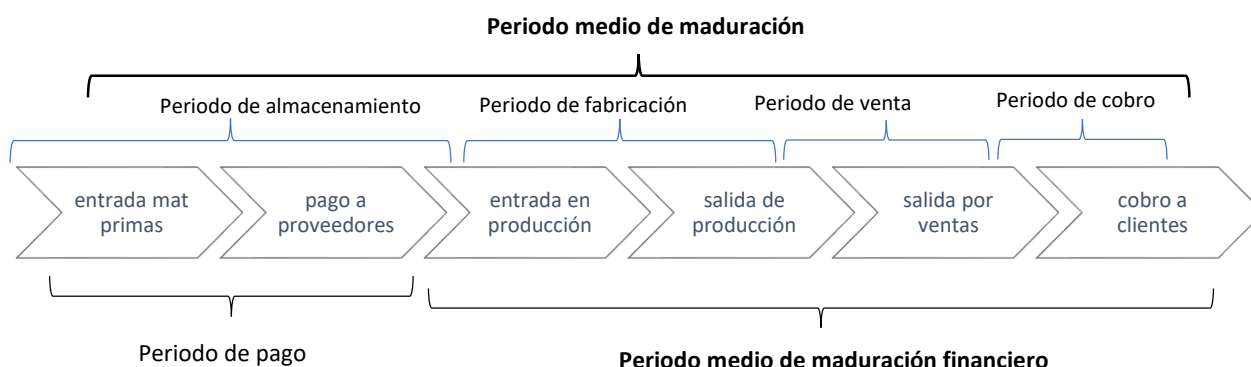 Periodo medio de maduración
Periodo de almacenamiento
Periodo de fabricación
Periodo de venta
Periodo de cobro
entrada mat
primas
pago a
proveedores
entrada en
producción
salida de
producción
salida por
ventas
cobro a
clientes
Periodo de pago
Periodo medio de maduración financiero